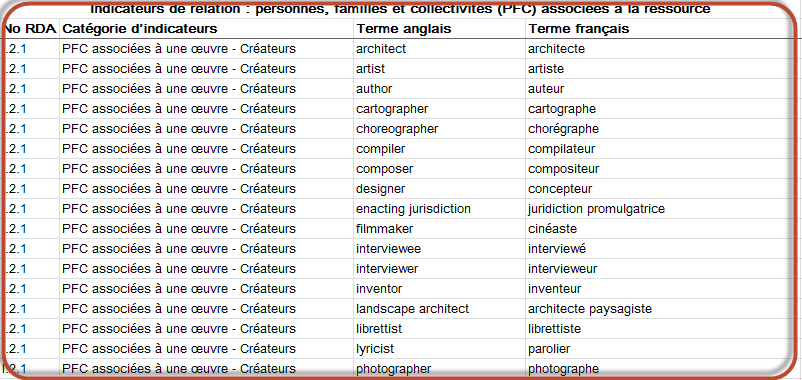 Indicateurs de relation : personnes, familles et collectivités (PFC) associées à la ressource
No RDA Catégorie d'indicateurs Terme anglais Terme français
I.2.1 PFC associées à une œuvre - Créateurs architect architecte
I.2.1 PFC associées à une œuvre - Créateurs artist artiste
I.2.1 PFC associées à une œuvre - Créateurs author auteur
I.2.1 PFC associées à une œuvre - Créateurs cartographer cartographe
I.2.1 PFC associées à une œuvre - Créateurs choreographer chorégraphe
I.2.1 PFC associées à une œuvre - Créateurs compiler compilateur
I.2.1 PFC associées à une œuvre - Créateurs composer compositeur
I.2.1 PFC associées à une œuvre - Créateurs designer concepteur
I.2.1 PFC associées à une œuvre - Créateurs enacting jurisdiction juridiction promulgatrice
I.2.1 PFC associées à une œuvre - Créateurs filmmaker cinéaste
I.2.1 PFC associées à une œuvre - Créateurs interviewee interviewé
I.2.1 PFC associées à une œuvre - Créateurs interviewer intervieweur
I.2.1 PFC associées à une œuvre - Créateurs inventor inventeur
I.2.1 PFC associées à une œuvre - Créateurs landscape architect architecte paysagiste
I.2.1 PFC associées à une œuvre - Créateurs librettist librettiste
I.2.1 PFC associées à une œuvre - Créateurs lyricist parolier
I.2.1 PFC associées à une œuvre - Créateurs photographer photographe